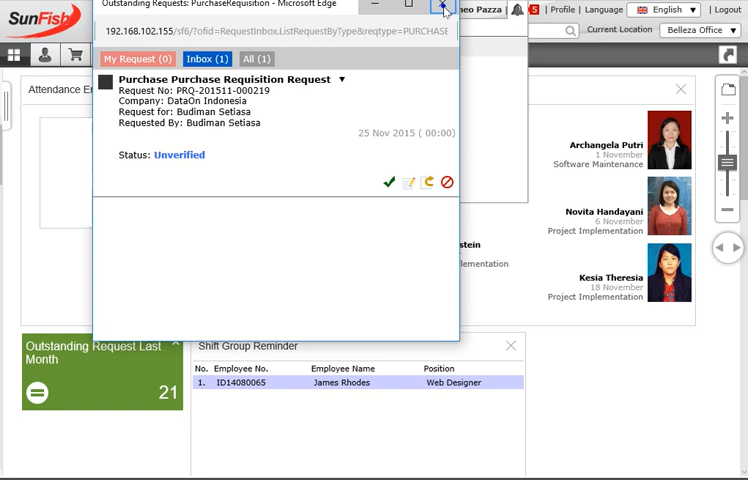 Outstanding Requests: PurchaseRequisition - Microsoft Edge
SunFish
192.168.102.155/sf6/?ofid=RequestInbox.ListRequestByType&reqtype=PURCHASE
Pazza
5
Profile | Language
English
Logout
Current Location
Belleza Office
My Request (0)
Inbox (1)
All (1)
Purchase Purchase Requisition Request
Request No: PRQ-201511-000219
Company: DataOn Indonesia
Request for: Budiman Setiasa
Requested By: Budiman Setiasa
25 Nov 2015 ( 00:00)
Status: Unverified
Attendance
Archangela Putri
1 November
Software Maintenance
Novita Handayani
6 November
Project Implementation
Kesia Theresia
18 November
Project Implementation
Outstanding Request Last
Month
21
Shift Group Reminder
No. Employee No. Employee Name Position
1. ID14080065 James Rhodes Web Designer